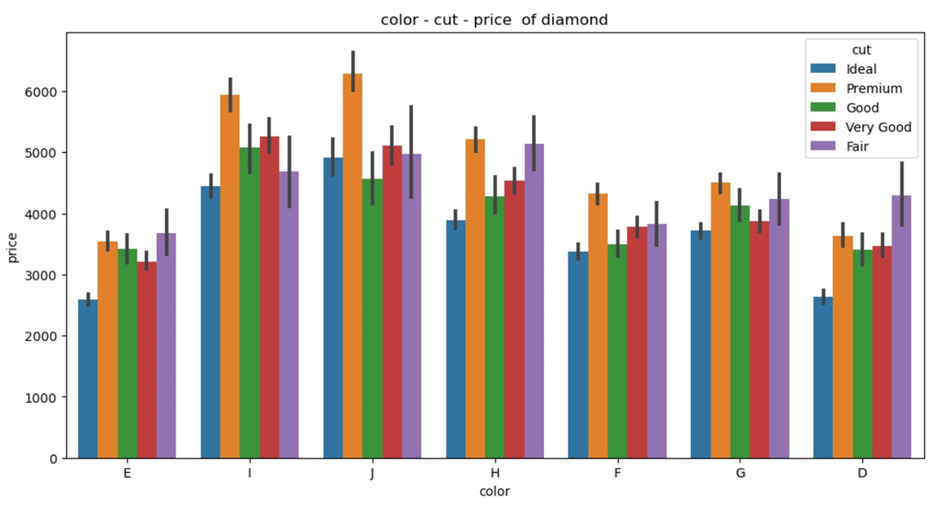 color - cut - price  of diamond
cut
Ideal
Premium
Good
Very Good
Fair
6000
5000
4000
3000
2000
1000
0
price
E I J H F G D
color